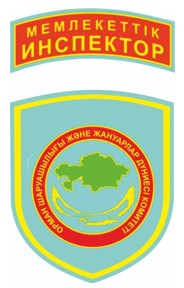 МЕМЛЕКЕТТІК
ИНСПЕКТОР
ОРМАН ШАРУАШЫЛЫҒЫ ЖӘНЕ ЖАНУАРЛАР ДҮНИЕСІ КОМИТЕТІ